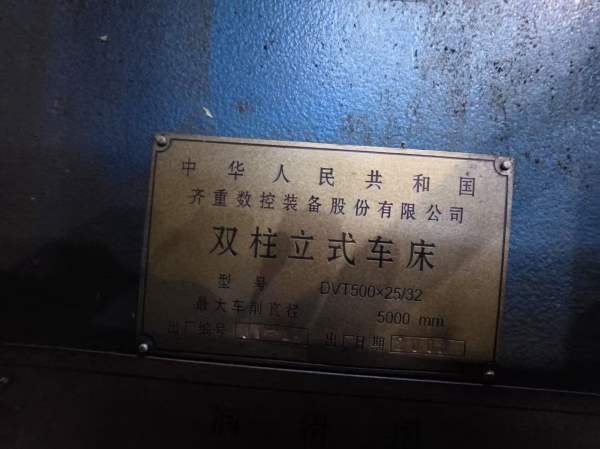 中华人民共和国
齐重数控装备股份有限公司
双柱立式车床
型号 DVT500×25/32
最大车削直径 5000 mm
出厂编号 出厂日期